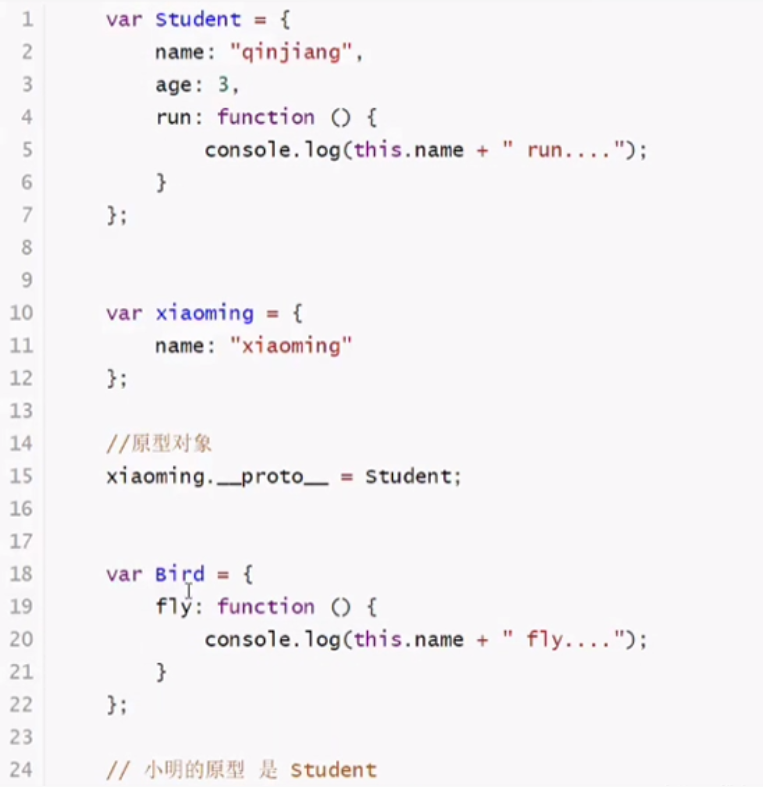 1 var Student = {
2 name: "qinjiang",
3 age: 3,
4 run: function () {
5 console.log(this.name + " run....");
6 }
7 };
8
9
10 var xiaoming = {
11 name: "xiaoming"
12 };
13
14 //原型对象
15 xiaoming.__proto__ = Student;
16
17
18 var Bird = {
19 fly: function () {
20 console.log(this.name + " fly....");
21 }
22 };
23
24 // 小明的原型 是 Student